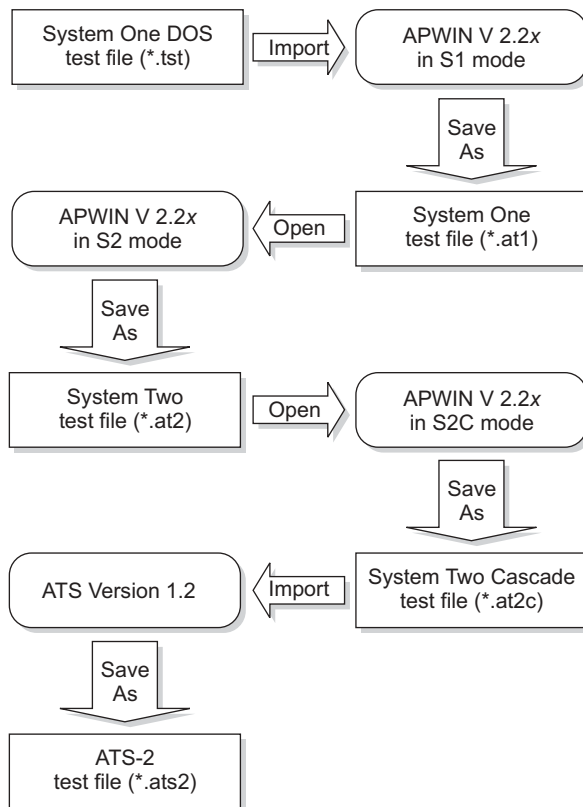 System One DOS
test file (*.tst)
Import
APWIN V 2.2x
in S1 mode
Save
As
System One
test file (*.at1)
Open
APWIN V 2.2x
in S2 mode
Save
As
System Two
test file (*.at2)
Open
APWIN V 2.2x
in S2C mode
Save
As
System Two Cascade
test file (*.at2c)
Import
ATS Version 1.2
Save
As
ATS-2
test file (*.ats2)